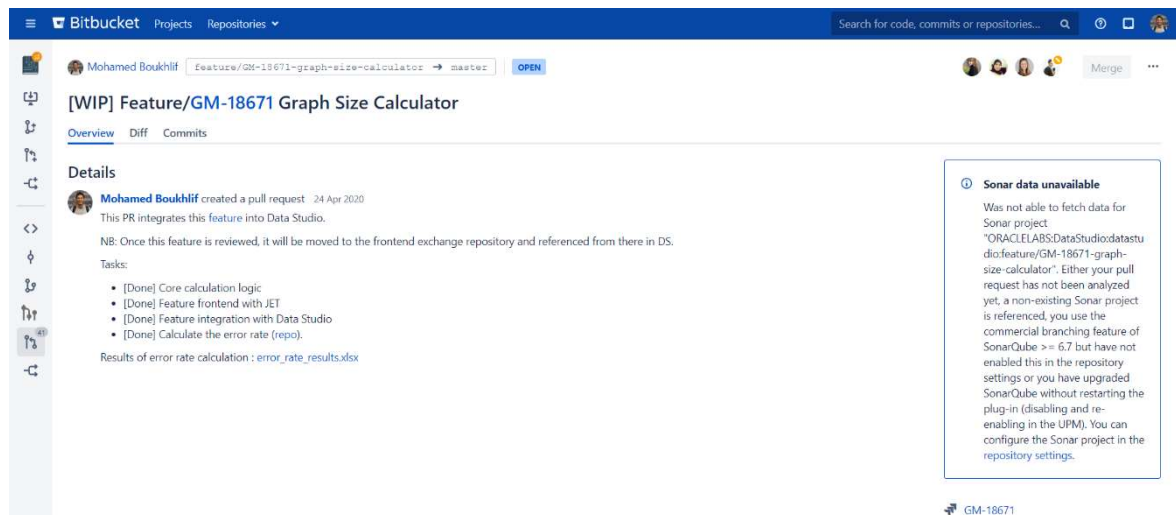 Bitbucket Projects Repositories
Search for code, commits or repositories...
Mohamed Boukhlif feature/GM-18671-graph-size-calculator → master OPEN
Merge
[WIP] Feature/GM-18671 Graph Size Calculator
Overview Diff Commits
Details
Mohamed Boukhlif created a pull request 24 Apr 2020
This PR integrates this feature into Data Studio.
NB: Once this feature is reviewed, it will be moved to the frontend exchange repository and referenced from there in DS.
Tasks:
• [Done] Core calculation logic
• [Done] Feature frontend with JET
• [Done] Feature integration with Data Studio
• [Done] Calculate the error rate (repo).
Results of error rate calculation : error_rate_results.xlsx
41
Sonar data unavailable
Was not able to fetch data for
Sonar project
"ORACLELABS:DataStudio:datastu
dio:feature/GM-18671-graph-
size-calculator". Either your pull
request has not been analyzed
yet, a non-existing Sonar project
is referenced, you use the
commercial branching feature of
SonarQube >= 6.7 but have not
enabled this in the repository
settings or you have upgraded
SonarQube without restarting the
plug-in (disabling and re-
enabling in the UPM). You can
configure the Sonar project in the
repository settings.
GM-18671